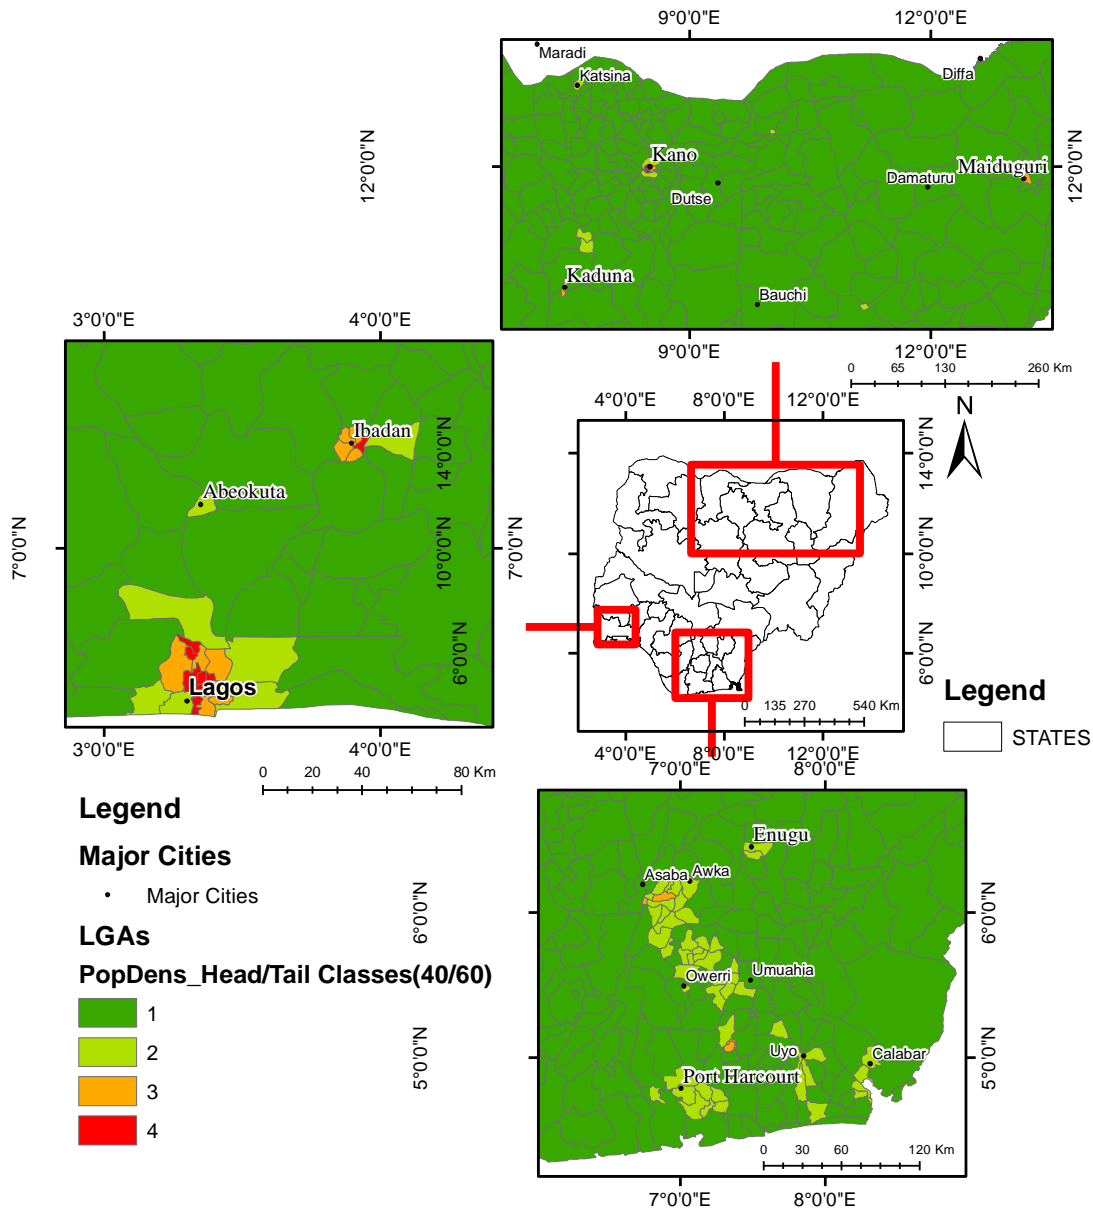 9°0'0"E 12°0'0"E
Maradi
Katsina
Diffa
12°0'0"N
Kano
Dutse
Damaturu
Maiduguri
12°0'0"N
Kaduna
Bauchi
9°0'0"E 12°0'0"E
0 65 130 260 Km
3°0'0"E 4°0'0"E
Ibadan
Abeokuta
7°0'0"N
7°0'0"N
Lagos
3°0'0"E 4°0'0"E
0 20 40 80 Km
4°0'0"E 8°0'0"E 12°0'0"E
N
14°0'0"N
14°0'0"N
10°0'0"N
10°0'0"N
6°0'0"N
6°0'0"N
0 135 270 540 Km
4°0'0"E 8°0'0"E 12°0'0"E
Legend
STATES
7°0'0"E 8°0'0"E
Enugu
Asaba
Awka
6°0'0"N
6°0'0"N
Owerri
Umuahia
5°0'0"N
5°0'0"N
Uyo
Calabar
Port Harcourt
0 30 60 120 Km
7°0'0"E 8°0'0"E
Legend
Major Cities
Major Cities
LGAs
PopDens_Head/Tail Classes(40/60)
1
2
3
4